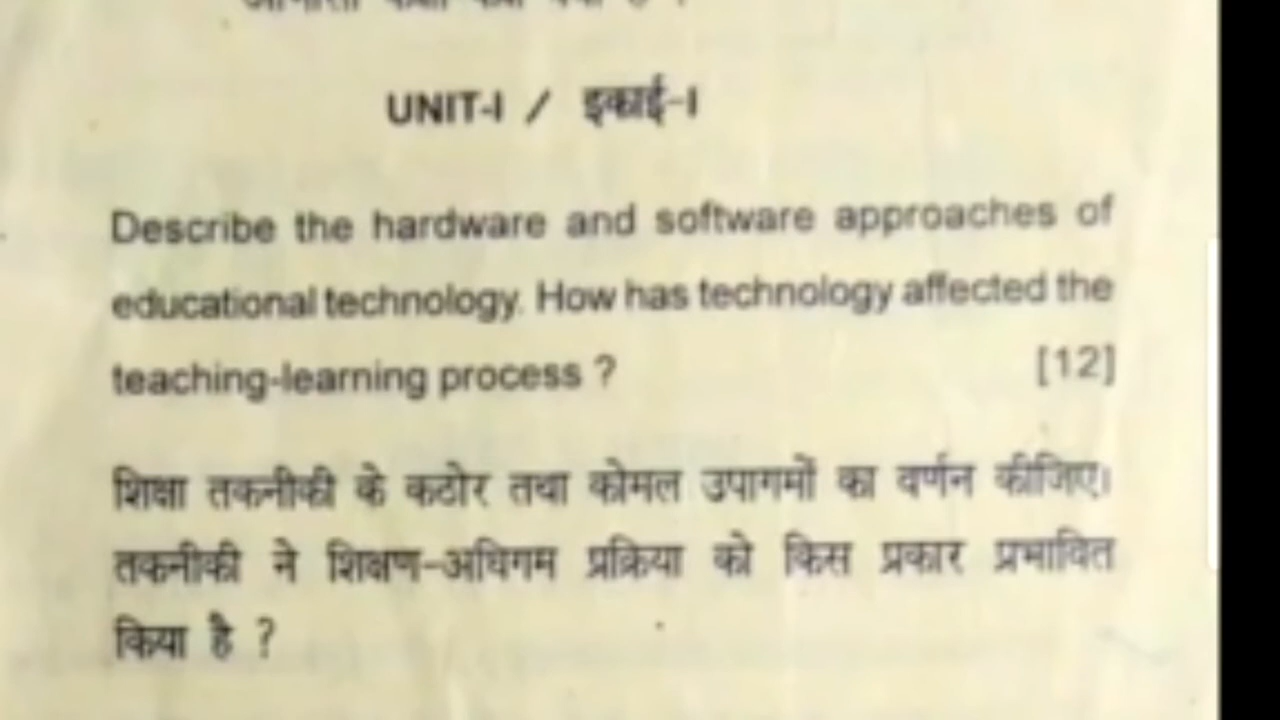 UNIT-I / इकाई-I
Describe the hardware and software approaches of
educational technology. How has technology affected the
teaching-learning process ? [12]
शिक्षा तकनीकी के कठोर तथा कोमल उपागमों का वर्णन कीजिए।
तकनीकी ने शिक्षण-अधिगम प्रक्रिया को किस प्रकार प्रभावित
किया है ?